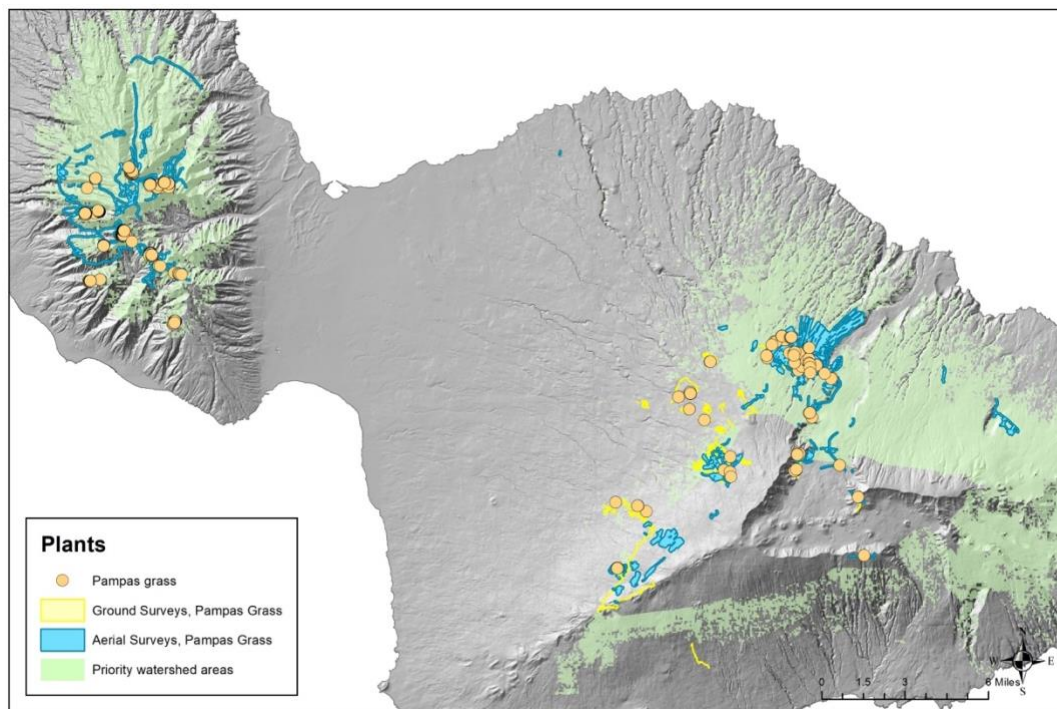 Plants
Pampas grass
Ground Surveys, Pampas Grass
Aerial Surveys, Pampas Grass
Priority watershed areas
N
W E
S
0 1.5 3 6 Miles